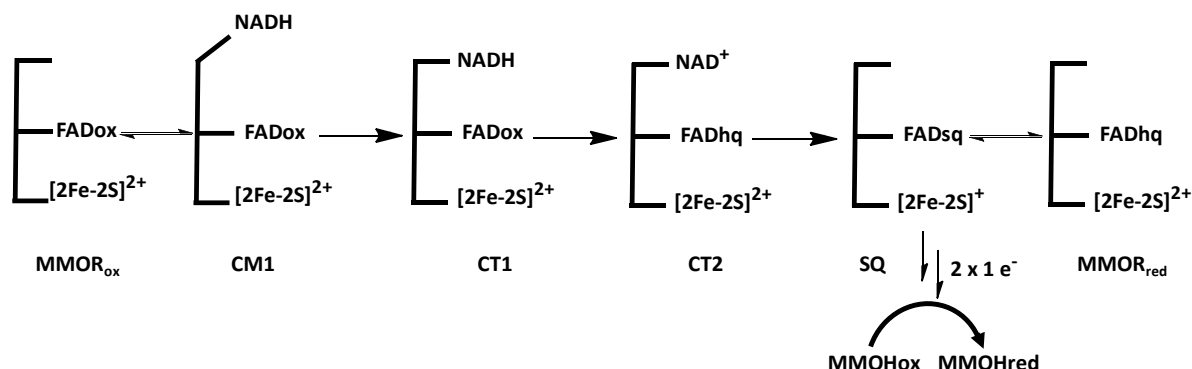 NADH
NADH
NAD⁺
FADox
FADox
FADox
FADhq
FADsq
FADhq
[2Fe-2S]²⁺
[2Fe-2S]²⁺
[2Fe-2S]²⁺
[2Fe-2S]²⁺
[2Fe-2S]⁺
[2Fe-2S]²⁺
MMORₒₓ
CM1
CT1
CT2
SQ
MMORred
2 x 1 e⁻
MMOHox
MMOHred